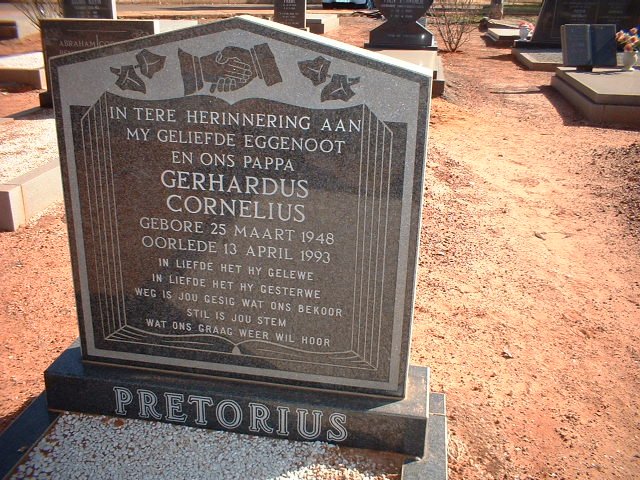 ABRAHAM
IN TERE HERINNERING AAN
MY GELIEFDE EGGENOOT
EN ONS PAPPA
GERHARDUS
CORNELIUS
GEBORE 25 MAART 1948
OORLEDE 13 APRIL 1993
IN LIEFDE HET HY GELEWE
IN LIEFDE HET HY GESTERWE
WEG IS JOU GESIG WAT ONS BEKOOR
STIL IS JOU STEM
WAT ONS GRAAG WEER WIL HOOR
PRETORIUS